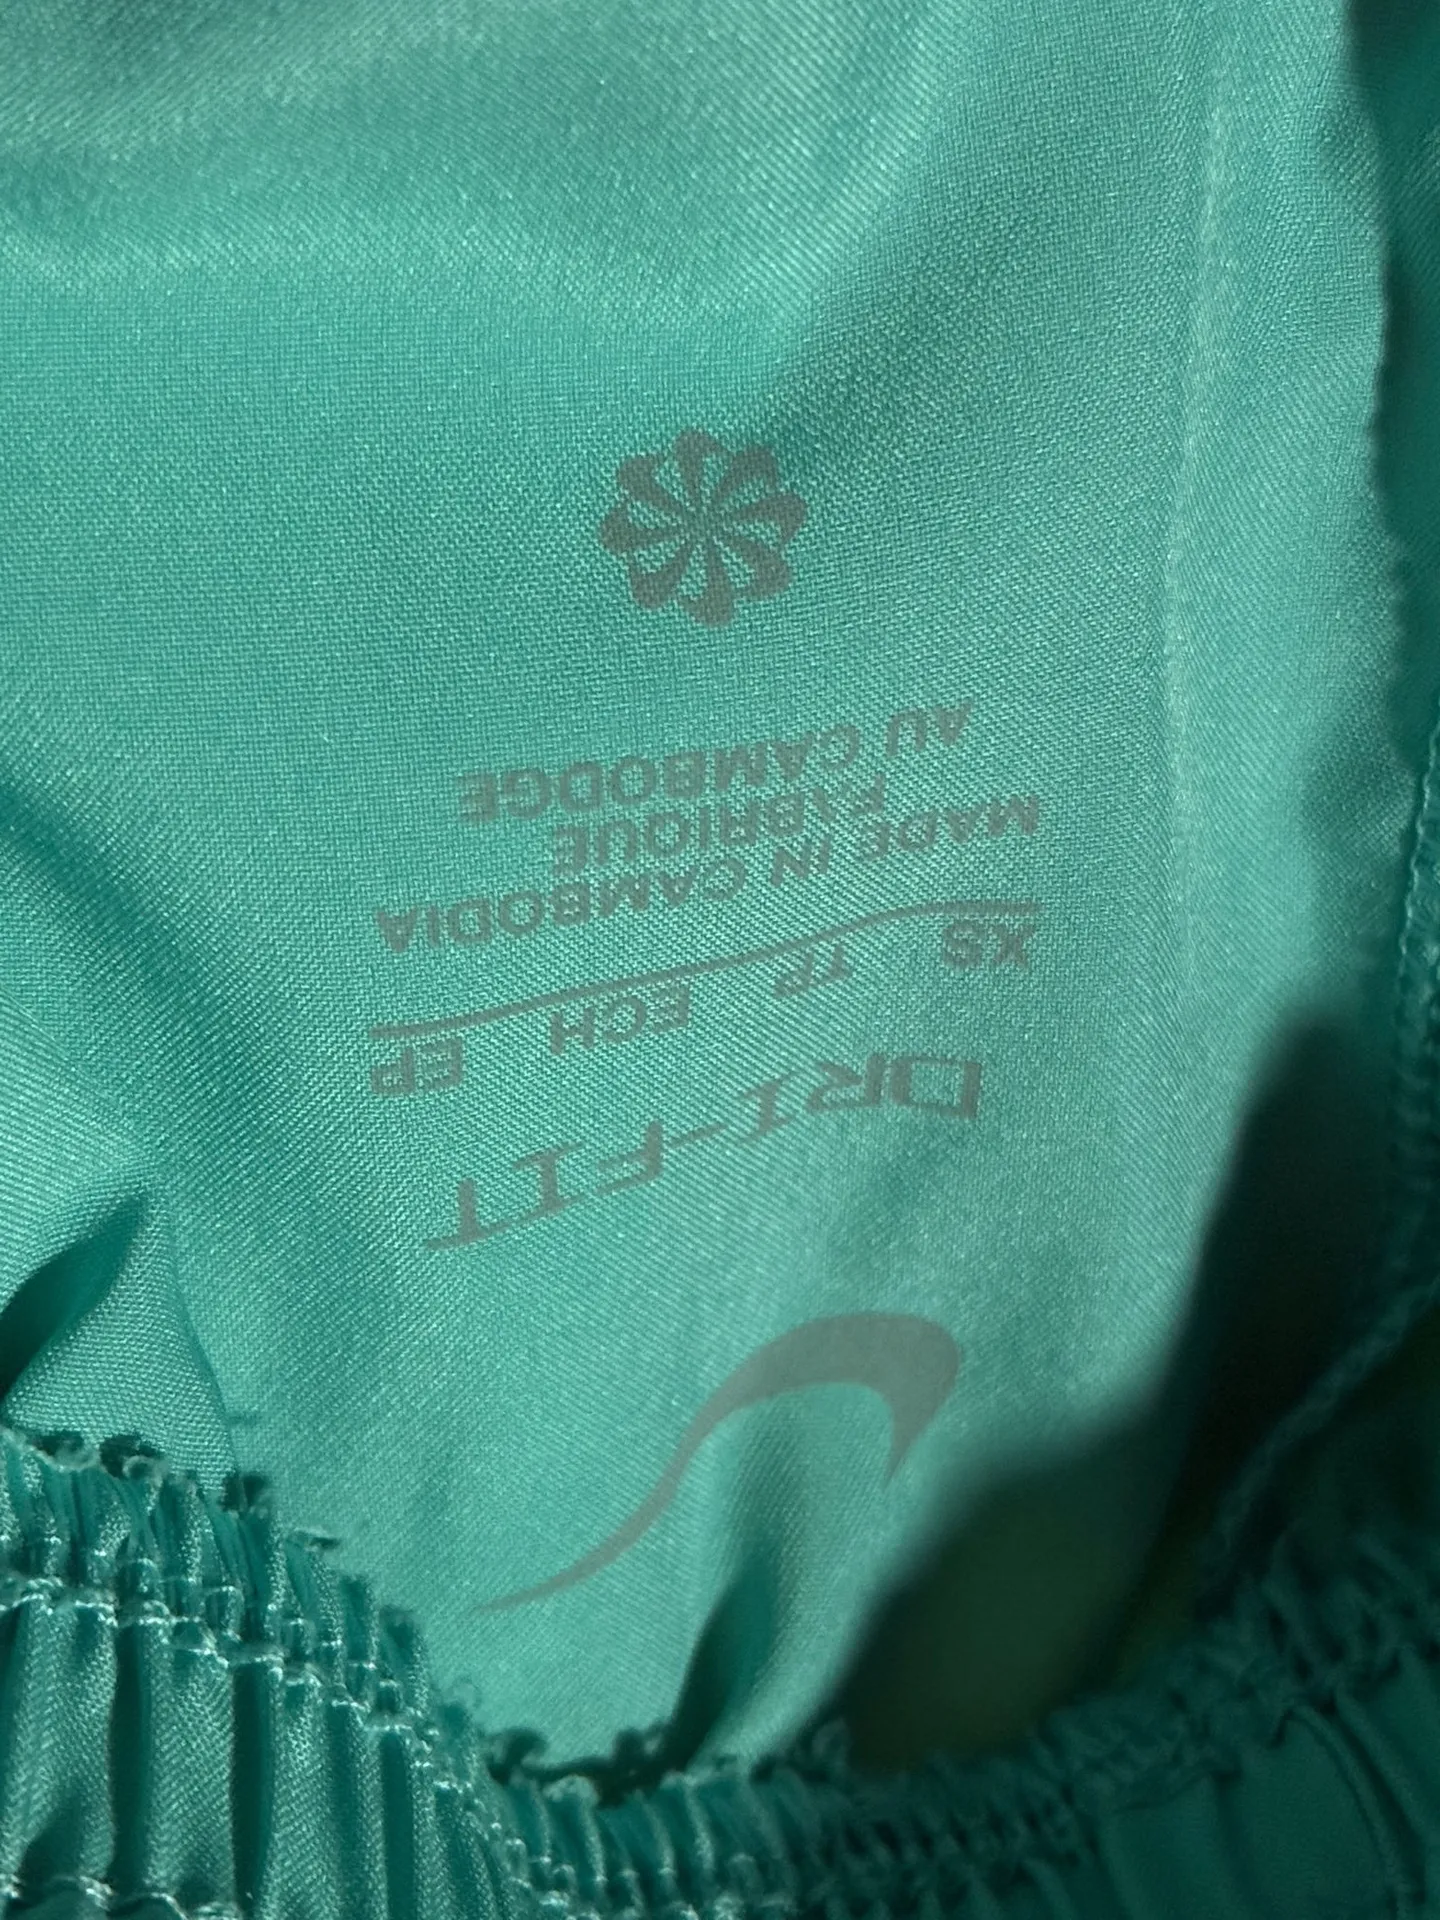 DRI-FIT
XS TP ECH EP
MADE IN CAMBODIA
FABRIQUE
AU CAMBODGE